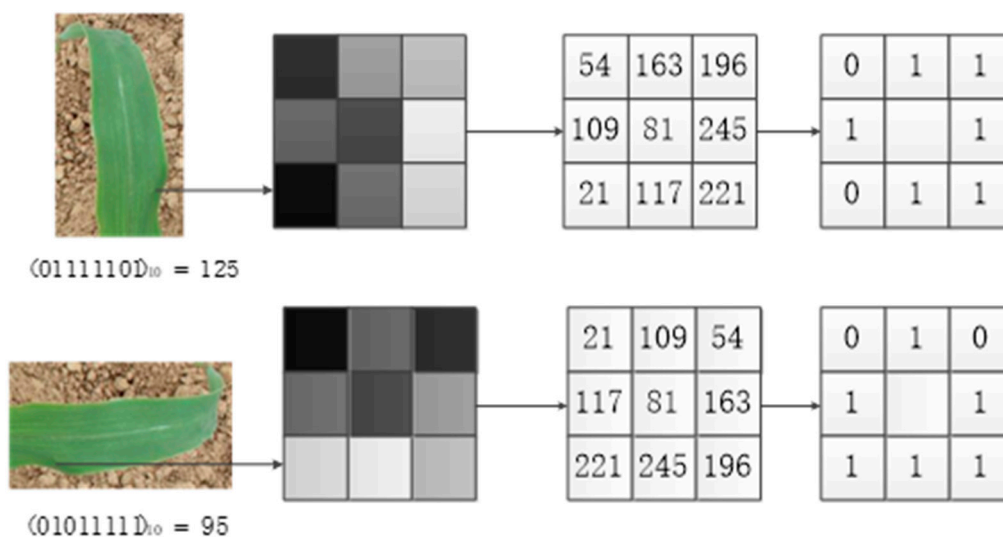 54 163 196 0 1 1
109 81 245 1 1
21 117 221 0 1 1
(01111101)₁₀ = 125
21 109 54 0 1 0
117 81 163 1 1
221 245 196 1 1 1
(01011111)₁₀ = 95